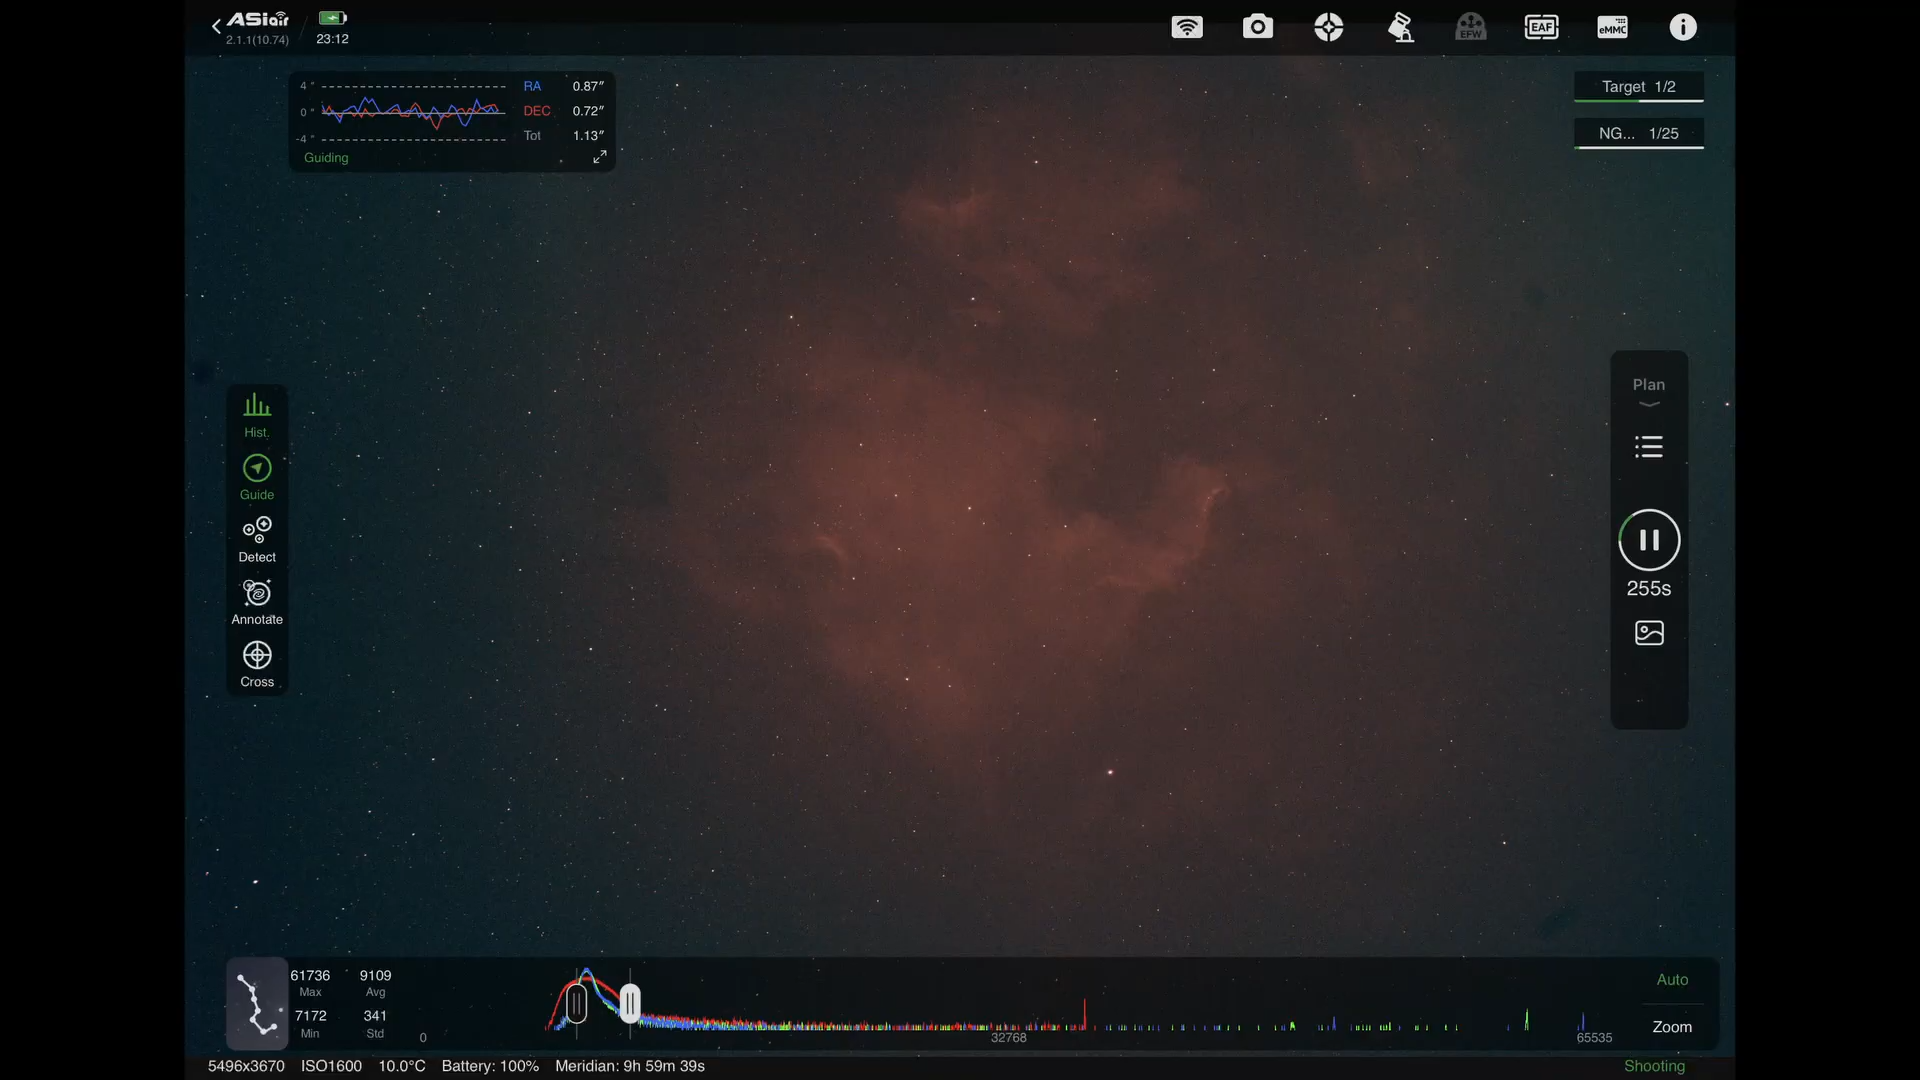 ASIair
2.1.1(10.74)
23:12
EFW
EAF
eMMC
4 "
0 "
-4 "
RA 0.87"
DEC 0.72"
Tot 1.13"
Guiding
Target 1/2
NG... 1/25
Hist.
Guide
Detect
Annotate
Cross
Plan
255s
61736 9109
Max Avg
7172 341
Min Std
0
32768
65535
Auto
Zoom
5496x3670 ISO1600 10.0°C Battery: 100% Meridian: 9h 59m 39s
Shooting